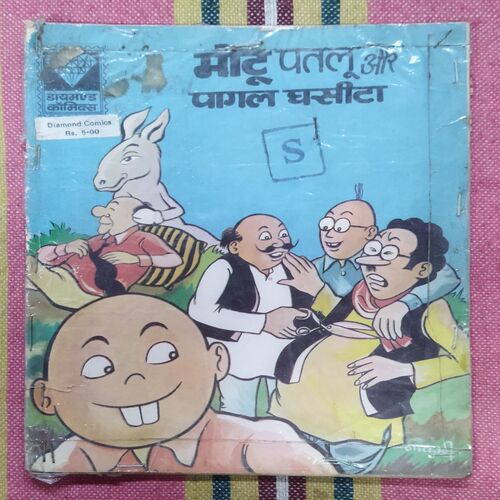 मोटू पतलू और
पागल घसीटा
डायमण्ड
कॉमिक्स
Diamond Comics
Rs. 5-00
S